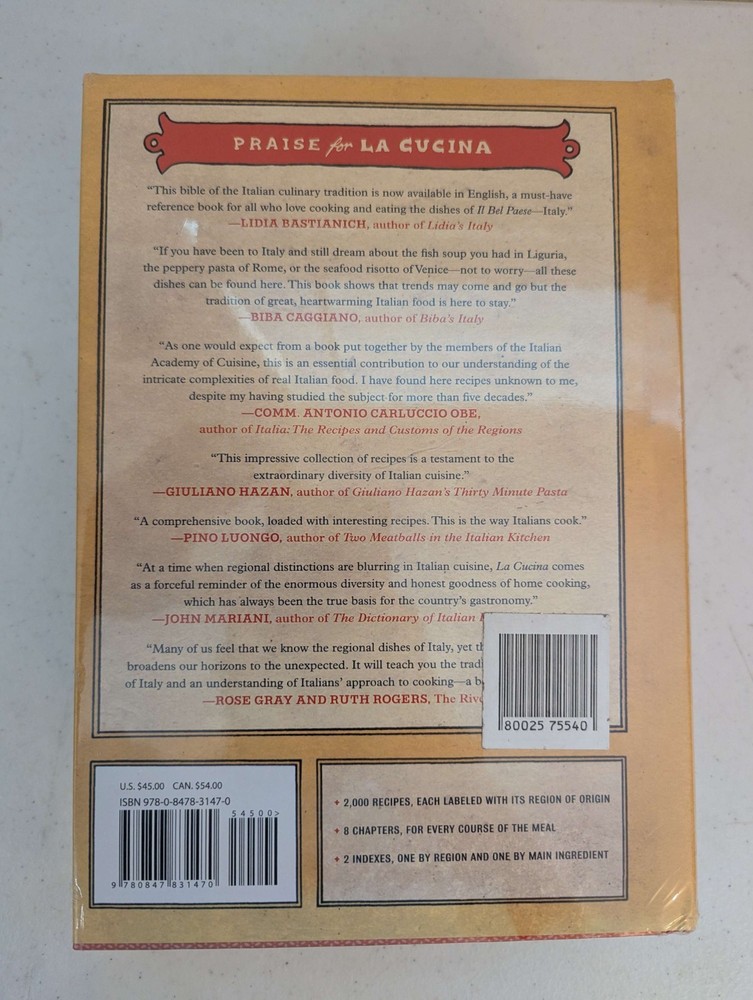 PRAISE for LA CUCINA
“This bible of the Italian culinary tradition is now available in English, a must-have
reference book for all who love cooking and eating the dishes of Il Bel Paese—Italy.”
—LIDIA BASTIANICH, author of Lidia’s Italy
“If you have been to Italy and still dream about the fish soup you had in Liguria,
the peppery pasta of Rome, or the seafood risotto of Venice—not to worry—all these
dishes can be found here. This book shows that trends may come and go but the
tradition of great, heartwarming Italian food is here to stay.”
—BIBA CAGGIANO, author of Biba’s Italy
“As one would expect from a book put together by the members of the Italian
Academy of Cuisine, this is an essential contribution to our understanding of the
intricate complexities of real Italian food. I have found here recipes unknown to me,
despite my having studied the subject for more than five decades.”
—COMM. ANTONIO CARLUCCIO OBE,
author of Italia: The Recipes and Customs of the Regions
“This impressive collection of recipes is a testament to the
extraordinary diversity of Italian cuisine.”
—GIULIANO HAZAN, author of Giuliano Hazan’s Thirty Minute Pasta
“A comprehensive book, loaded with interesting recipes. This is the way Italians cook.”
—PINO LUONGO, author of Two Meatballs in the Italian Kitchen
“At a time when regional distinctions are blurring in Italian cuisine, La Cucina comes
as a forceful reminder of the enormous diversity and honest goodness of home cooking,
which has always been the true basis for the country’s gastronomy.”
—JOHN MARIANI, author of The Dictionary of Italian
“Many of us feel that we know the regional dishes of Italy, yet
broadens our horizons to the unexpected. It will teach you the
of Italy and an understanding of Italians’ approach to cooking—a
—ROSE GRAY AND RUTH ROGERS, The
80025 75540
U.S. $45.00 CAN. $54.00
ISBN 978-0-8478-3147-0
54500>
9 780847 831470
2,000 RECIPES, EACH LABELED WITH ITS REGION OF ORIGIN
8 CHAPTERS, FOR EVERY COURSE OF THE MEAL
2 INDEXES, ONE BY REGION AND ONE BY MAIN INGREDIENT